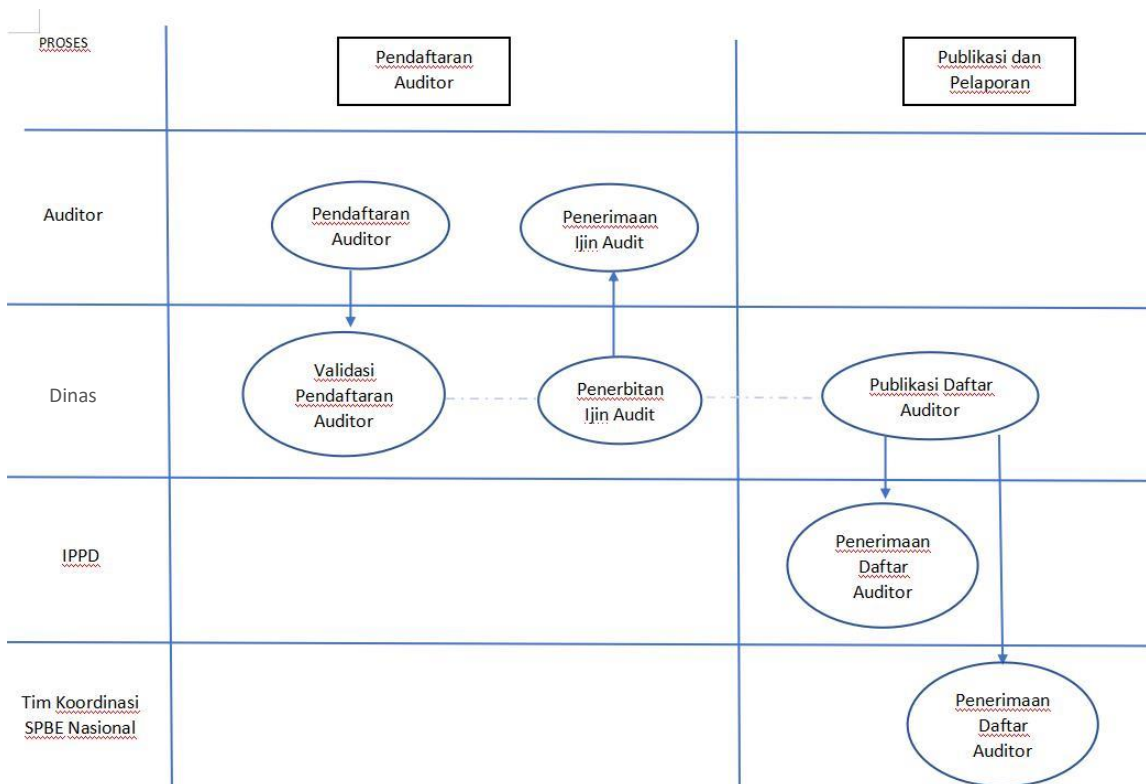 PROSES
Pendaftaran
Auditor
Publikasi dan
Pelaporan
Auditor
Pendaftaran
Auditor
Penerimaan
Ijin Audit
Dinas
Validasi
Pendaftaran
Auditor
Penerbitan
Ijin Audit
Publikasi Daftar
Auditor
IPPD
Penerimaan
Daftar
Auditor
Tim Koordinasi
SPBE Nasional
Penerimaan
Daftar
Auditor